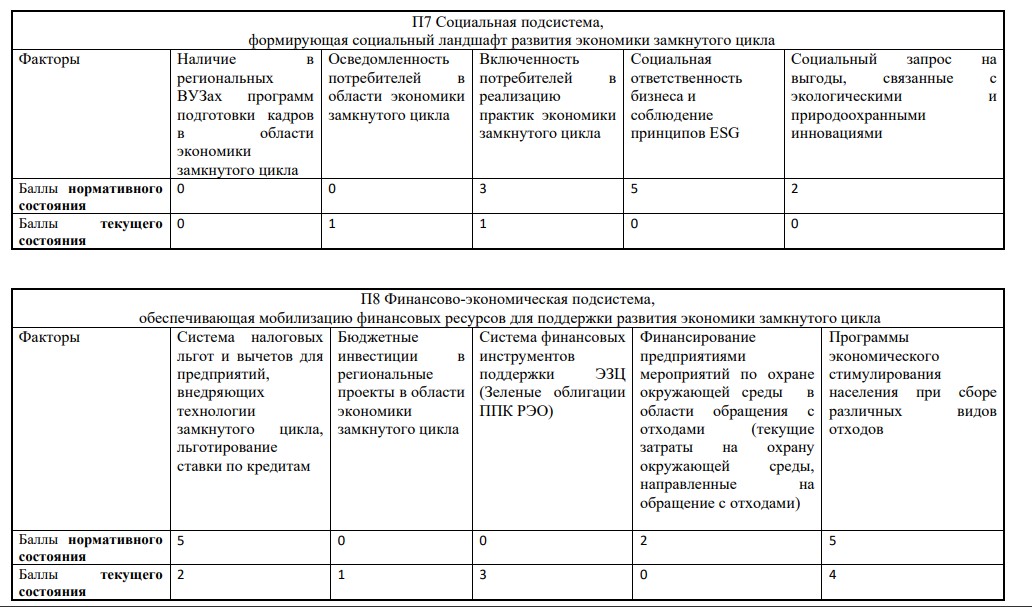 П7 Социальная подсистема,
формирующая социальный ландшафт развития экономики замкнутого цикла
Факторы
Наличие в
региональных
ВУЗах программ
подготовки кадров
в области
экономики
замкнутого цикла
Осведомленность
потребителей в
области экономики
замкнутого цикла
Включенность
потребителей в
реализацию
практик экономики
замкнутого цикла
Социальная
ответственность
бизнеса и
соблюдение
принципов ESG
Социальный запрос на
выгоды, связанные с
экологическими и
природоохранными
инновациями
Баллы нормативного
состояния
0
0
3
5
2
Баллы текущего
состояния
0
1
1
0
0
П8 Финансово-экономическая подсистема,
обеспечивающая мобилизацию финансовых ресурсов для поддержки развития экономики замкнутого цикла
Факторы
Система налоговых
льгот и вычетов для
предприятий,
внедряющих
технологии
замкнутого цикла,
льготирование
ставки по кредитам
Бюджетные
инвестиции в
региональные
проекты в области
экономики
замкнутого цикла
Система финансовых
инструментов
поддержки ЭЗЦ
(Зеленые облигации
ППК РЭО)
Финансирование
предприятиями
мероприятий по охране
окружающей среды в
области обращения с
отходами (текущие
затраты на охрану
окружающей среды,
направленные на
обращение с отходами)
Программы
экономического
стимулирования
населения при сборе
различных видов
отходов
Баллы нормативного
состояния
5
0
0
2
5
Баллы текущего
состояния
2
1
3
0
4